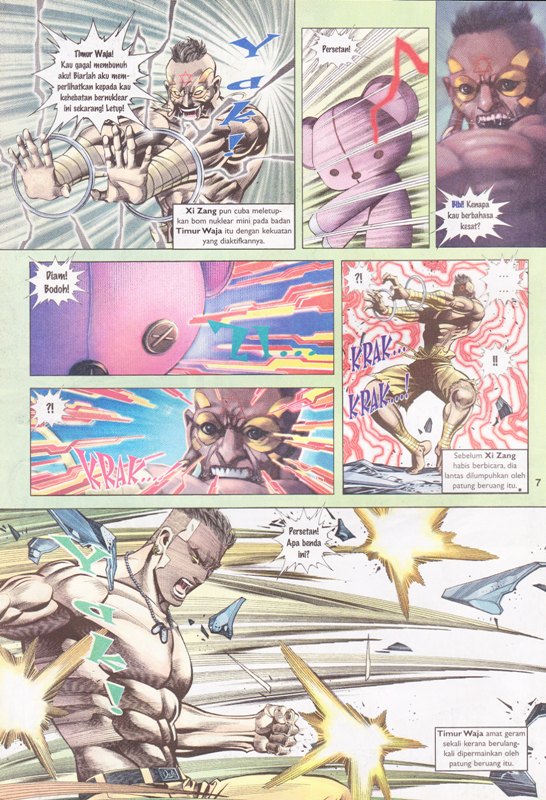 Timur Waja!
Kau gagal membunuh
aku! Biarlah aku mem-
perlihatkan kepada kau
kehebatan bernuklear
ini sekarang! Letup!
YAK!
Xi Zang pun cuba meletup-
kan bom nuklear mini pada badan
Timur Waja itu dengan kekuatan
yang diaktifkannya.
Persetan!
Bibi! Kenapa
kau berbahasa
kesat?
Diam!
Bodoh!
ZI...
?!
KRAK...
?!
...
...
!!
KRAK...
KRAK...!
Sebelum Xi Zang
habis berbicara, dia
lantas dilumpuhkan oleh
patung beruang itu.
7
Persetan!
Apa benda
ini?
Yak!
Timur Waja amat geram
sekali kerana berulang-
kali dipermainkan oleh
patung beruang itu.